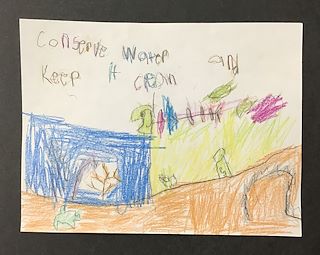 Conserve Water and
Keep it clean